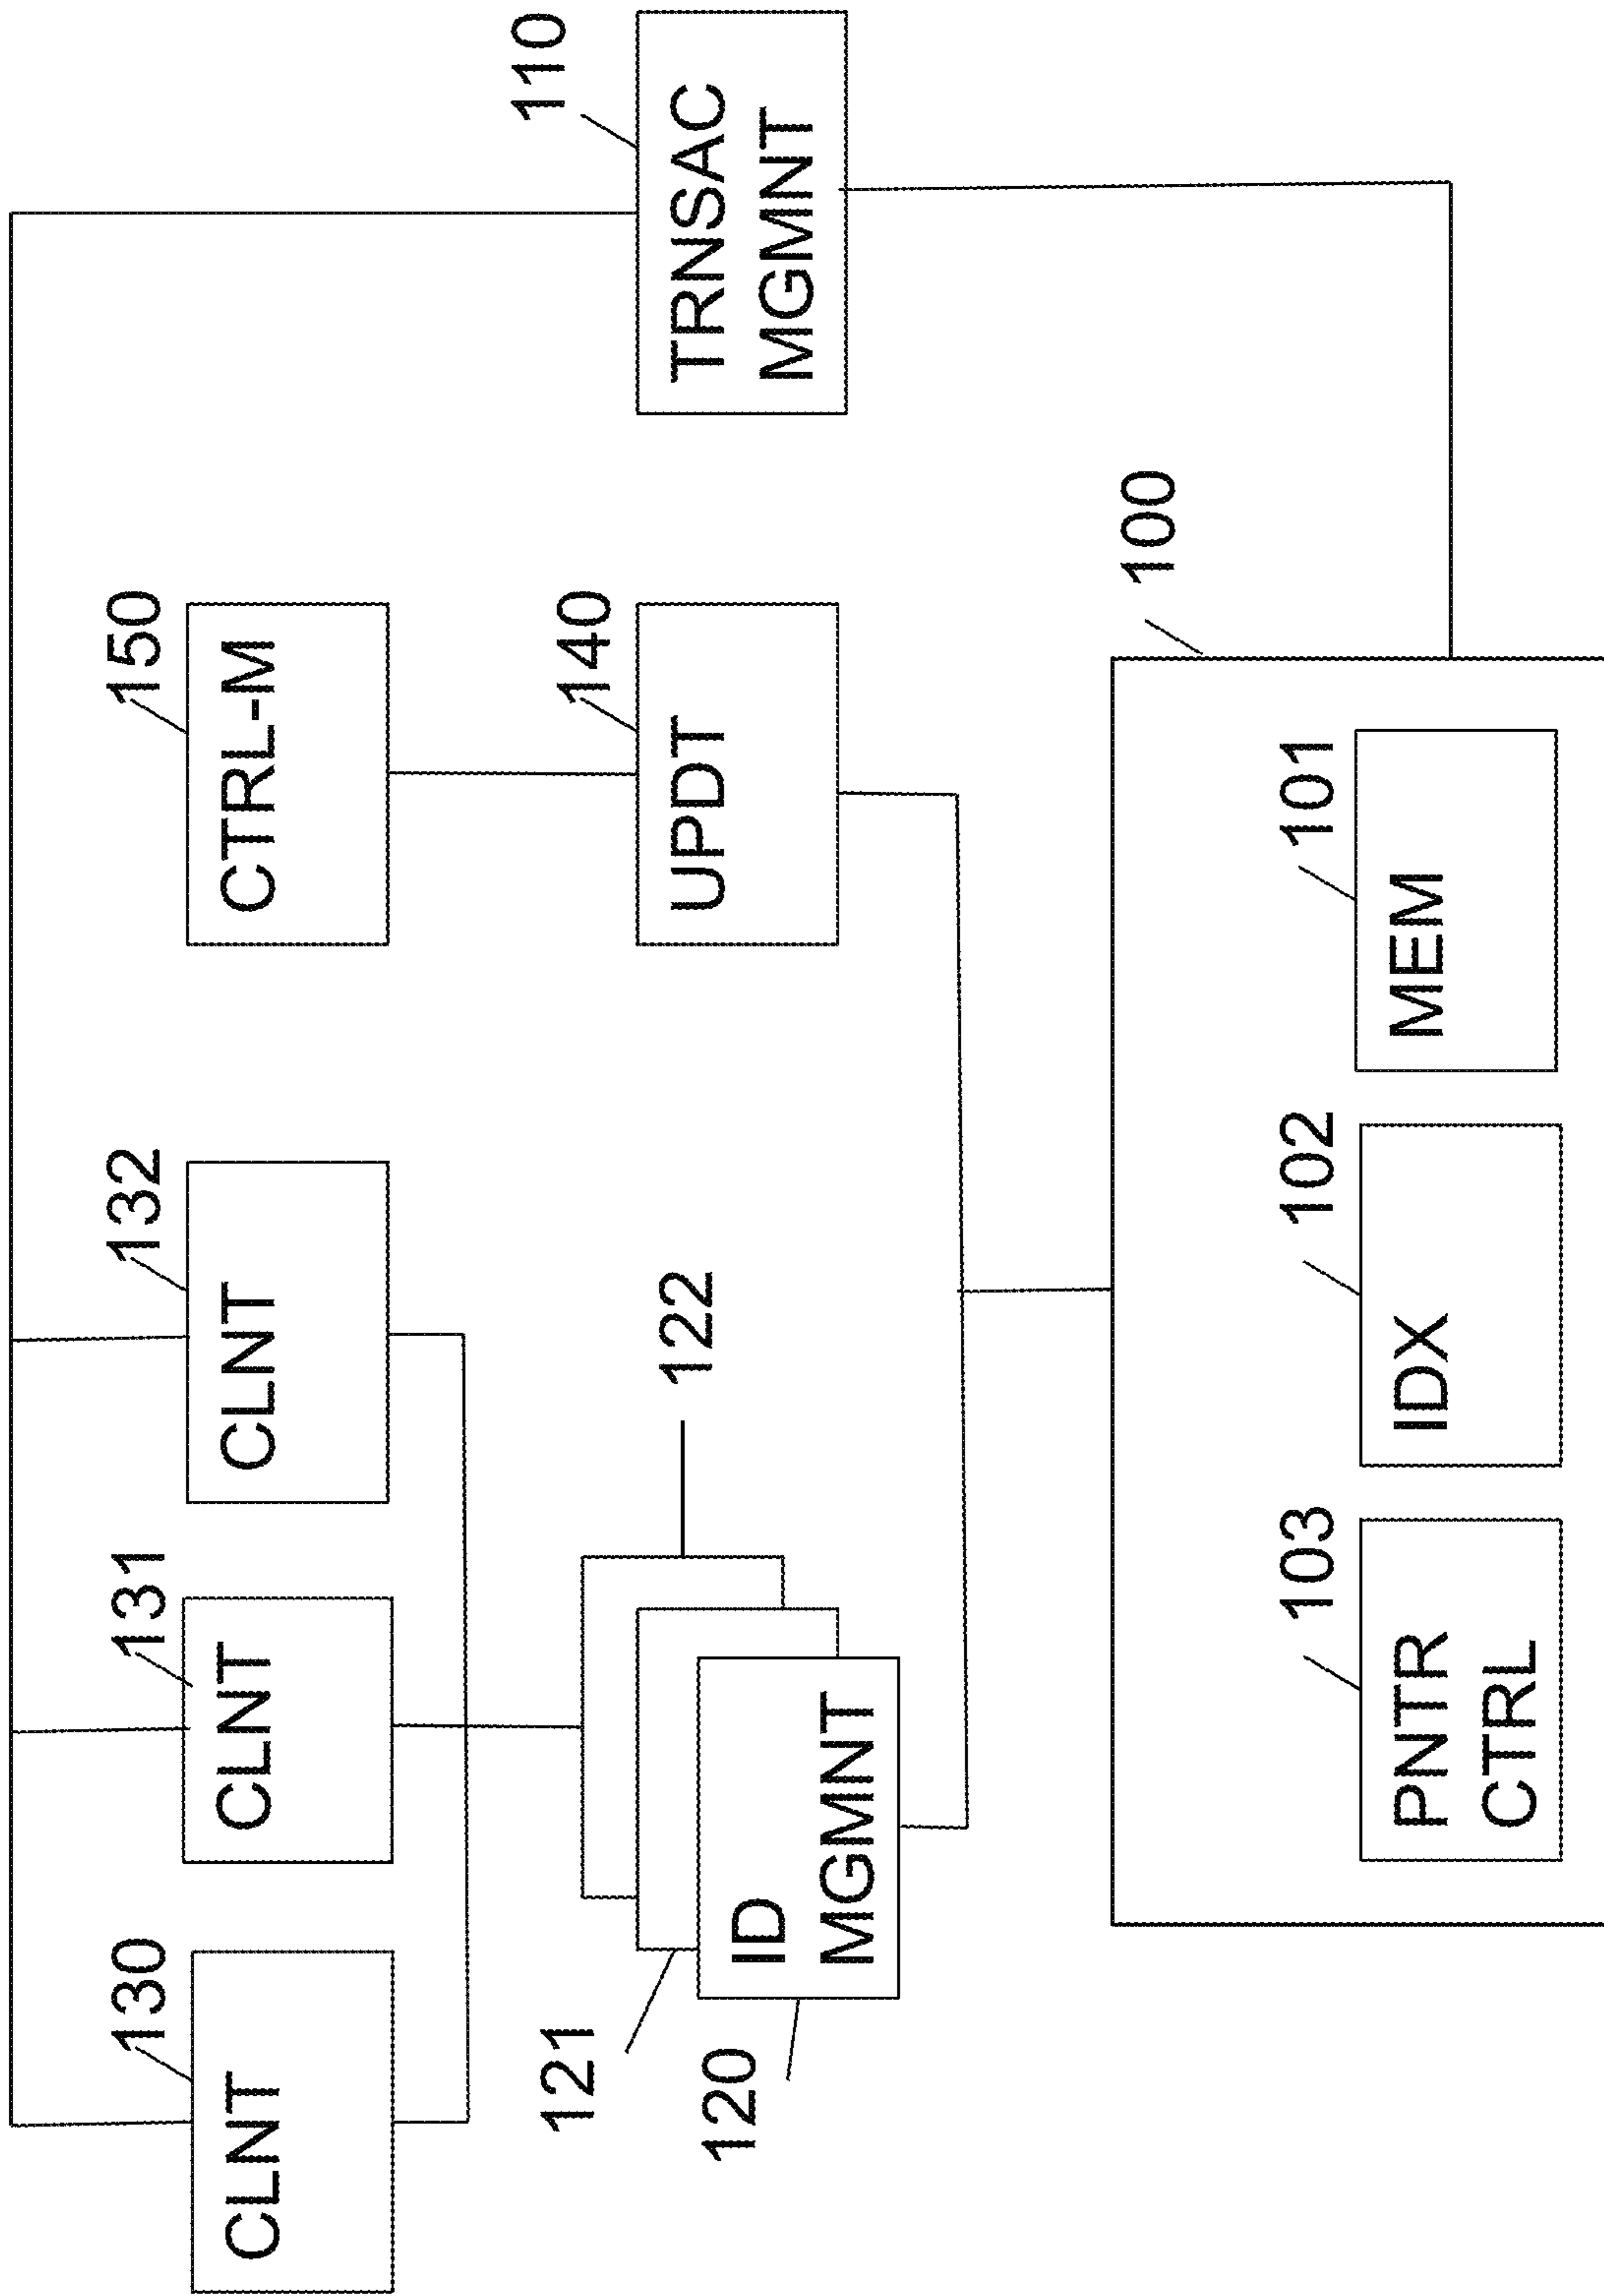 130
CLNT
131
CLNT
132
CLNT
150
CTRL-M
121
120
ID
MGMNT
122
140
UPDT
110
TRNSAC
MGMNT
100
103
PNTR
CTRL
102
IDX
101
MEM